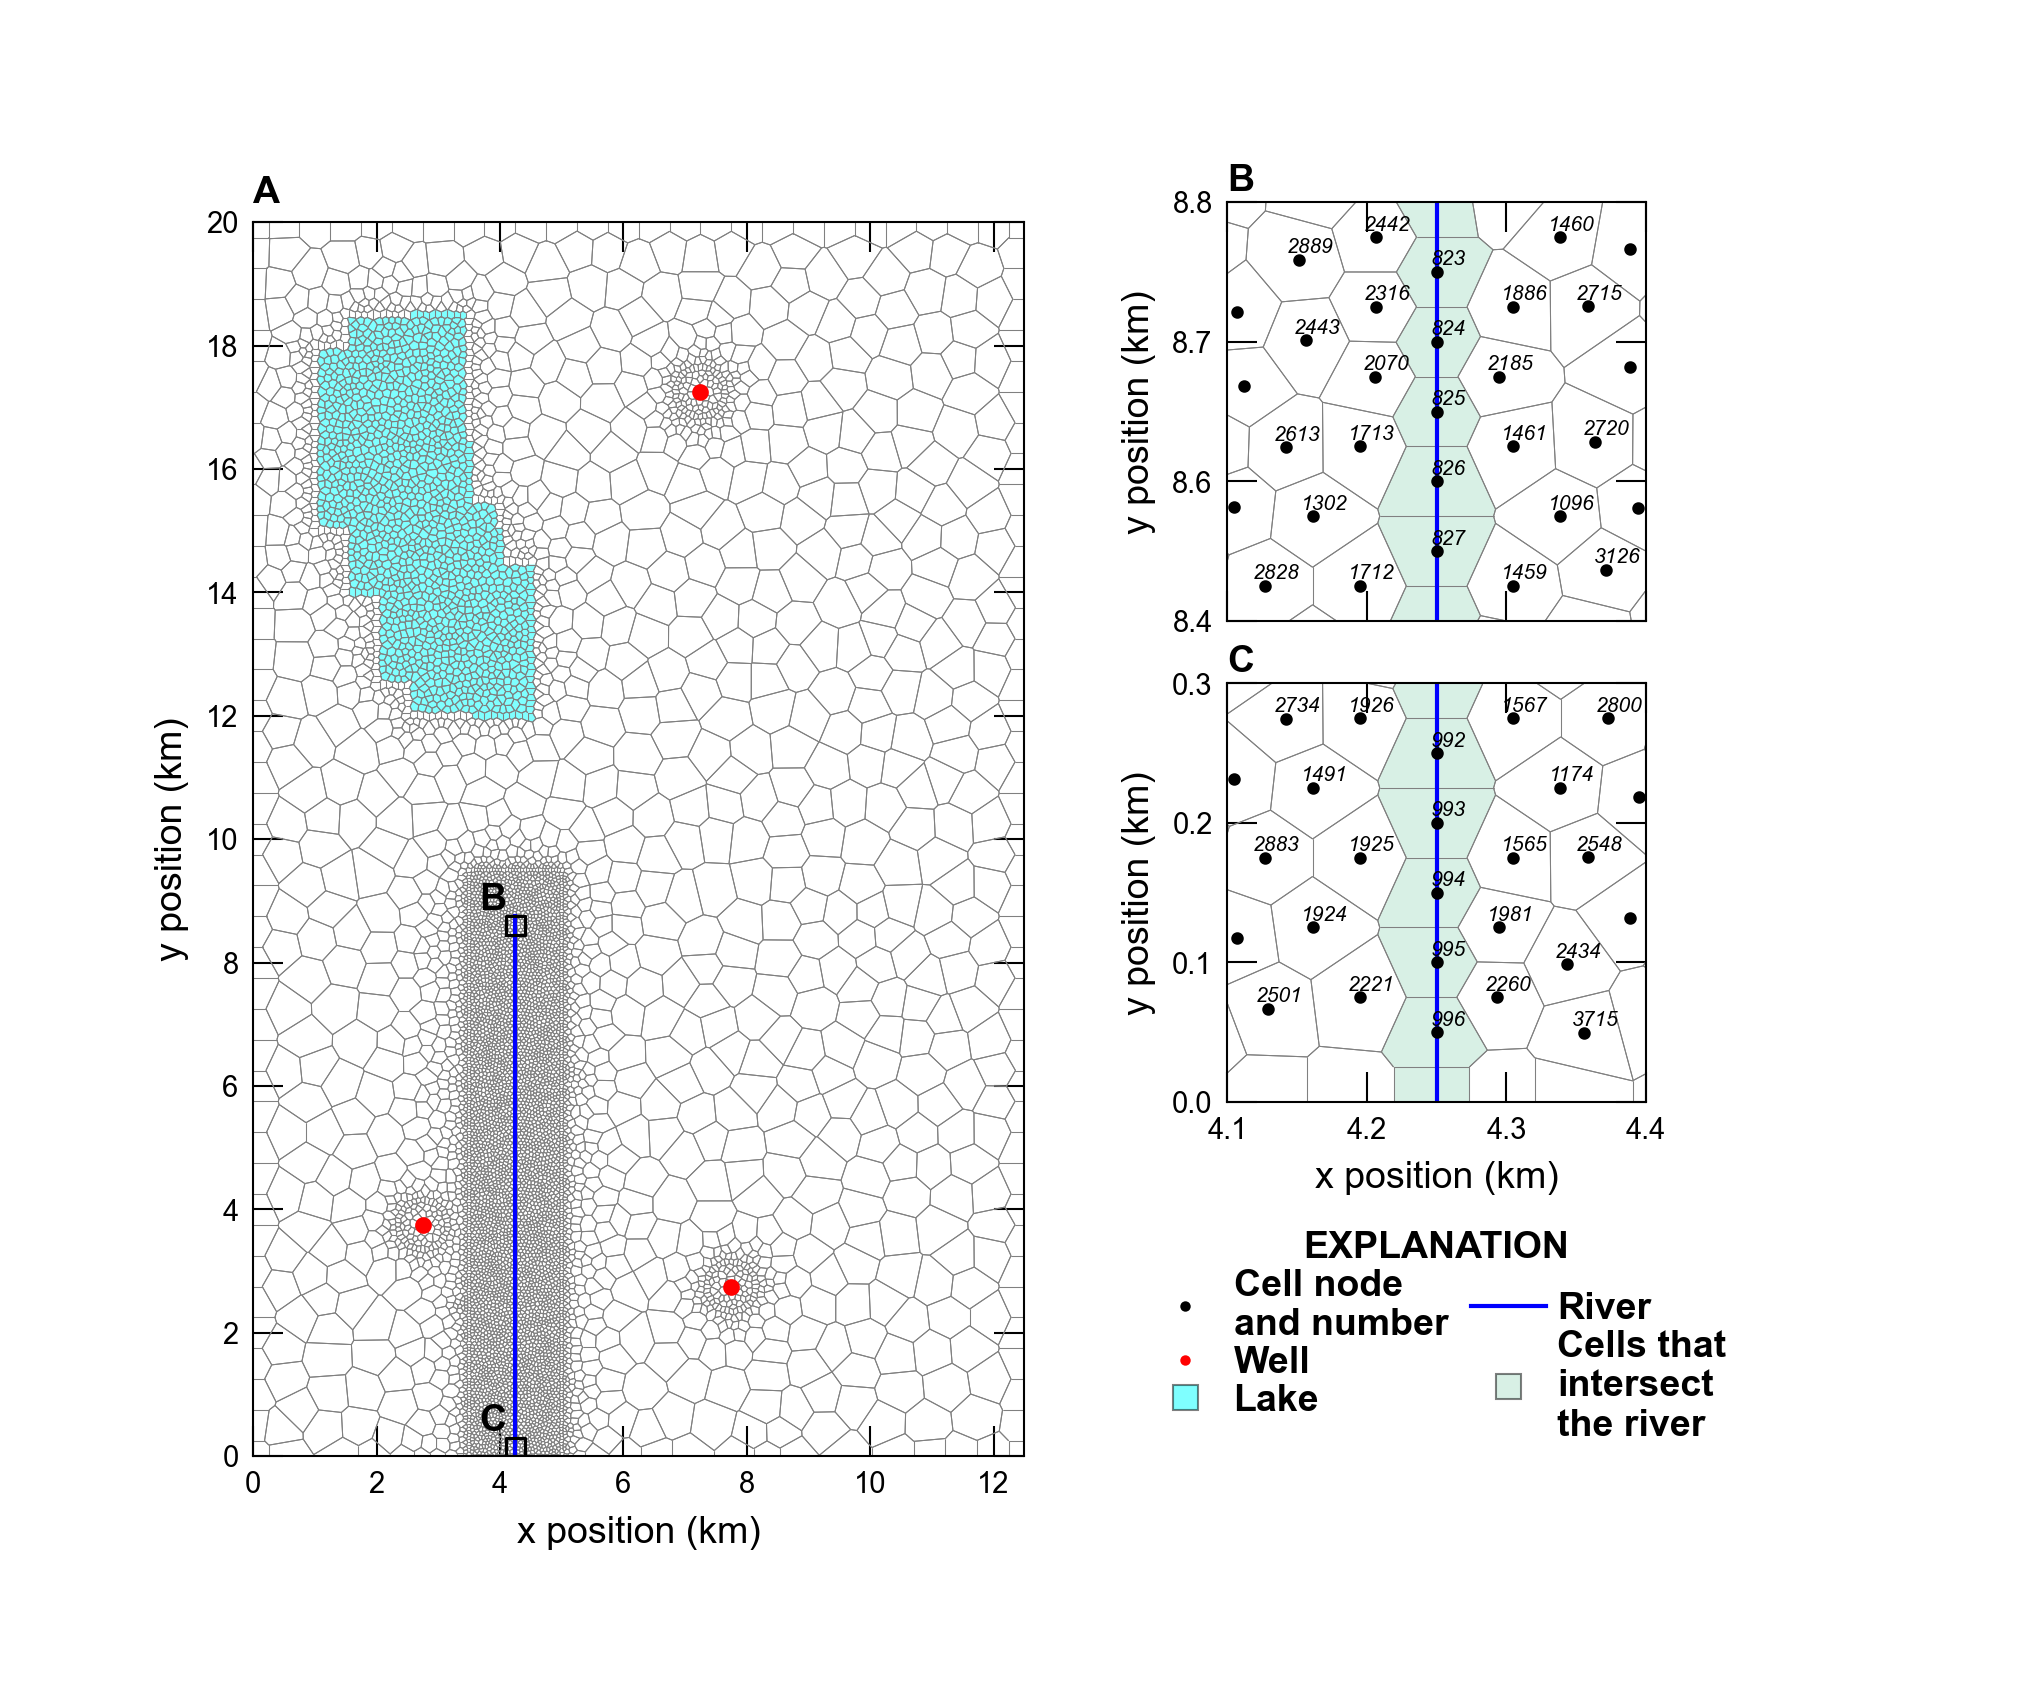 A
20
18
16
14
12
10
8
6
4
2
0
0 2 4 6 8 10 12
x position (km)
y position (km)
B
C
B
8.8
8.7
8.6
8.4
y position (km)
2442 1460
2889 823
2316 1886 2715
2443 824
2070 2185
825
2613 1713 1461 2720
826
1302 1096
827
2828 1712 1459 3126
C
0.3
0.2
0.1
0.0
4.1 4.2 4.3 4.4
x position (km)
y position (km)
2734 1926 1567 2800
992
1491 1174
993
2883 1925 1565 2548
994
1924 1981
995 2434
2501 2221 2260
996 3715
EXPLANATION
Cell node
and number
Well
Lake
River
Cells that
intersect
the river